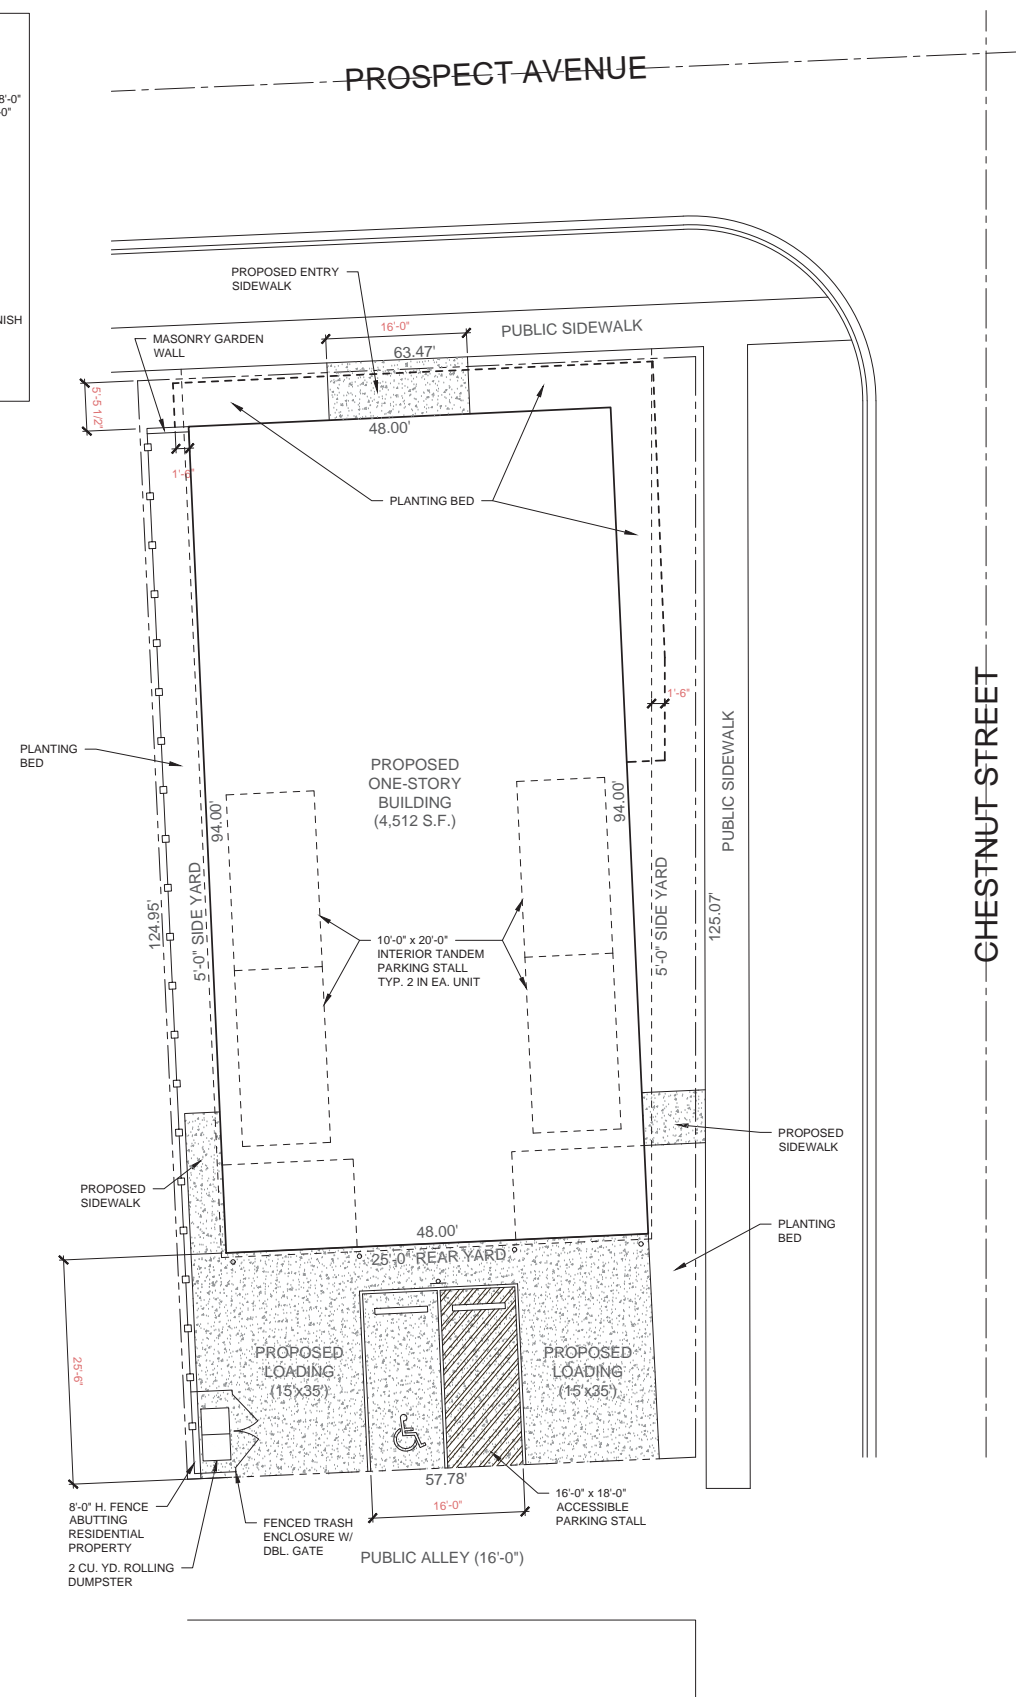 8'-0"
-0"
NISH
PROSPECT AVENUE
CHESTNUT STREET
PROPOSED ENTRY
SIDEWALK
16'-0"
PUBLIC SIDEWALK
MASONRY GARDEN
WALL
63.47'
5'-5 1/2"
48.00'
1'-6"
PLANTING BED
1'-6"
PLANTING
BED
PROPOSED
ONE-STORY
BUILDING
(4,512 S.F.)
94.00'
94.00'
PUBLIC SIDEWALK
124.95'
5'-0" SIDE YARD
10'-0" x 20'-0"
INTERIOR TANDEM
PARKING STALL
TYP. 2 IN EA. UNIT
5'-0" SIDE YARD
125.07'
PROPOSED
SIDEWALK
PROPOSED
SIDEWALK
PLANTING
BED
48.00'
25'-0" REAR YARD
25'-6"
PROPOSED
LOADING
(15'x35')
PROPOSED
LOADING
(15'x35')
57.78'
16'-0"
8'-0" H. FENCE
ABUTTING
RESIDENTIAL
PROPERTY
2 CU. YD. ROLLING
DUMPSTER
FENCED TRASH
ENCLOSURE W/
DBL. GATE
16'-0" x 18'-0"
ACCESSIBLE
PARKING STALL
PUBLIC ALLEY (16'-0")